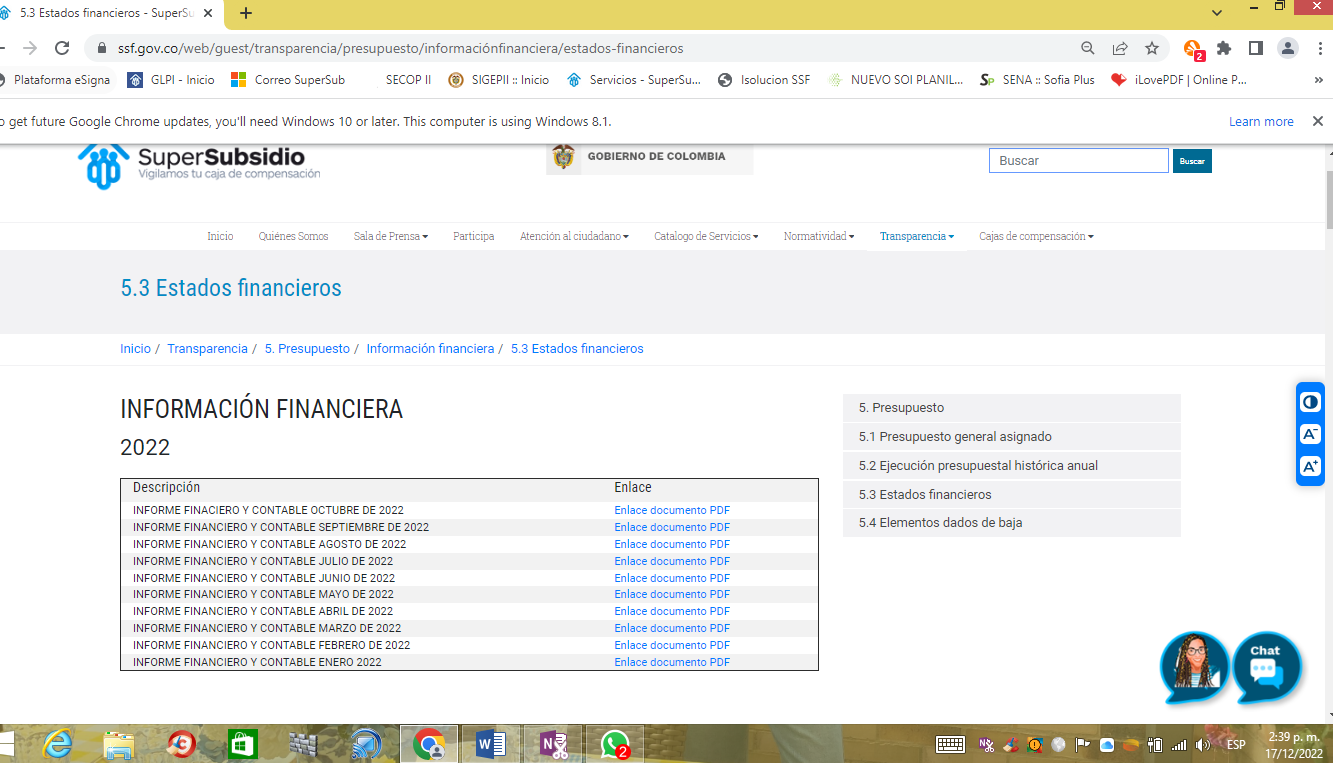 5.3 Estados financieros - SuperSu
ssf.gov.co/web/guest/transparencia/presupuesto/informaciónfinanciera/estados-financieros
2
Plataforma eSigna GLPI - Inicio Correo SuperSub SECOP II SIGEPII :: Inicio Servicios - SuperSu... Isolucion SSF NUEVO SOI PLANIL... SENA :: Sofia Plus iLovePDF | Online P... »
o get future Google Chrome updates, you'll need Windows 10 or later. This computer is using Windows 8.1. Learn more
SuperSubsidio
Vigilamos tu caja de compensación
GOBIERNO DE COLOMBIA
Buscar Buscar
Inicio Quiénes Somos Sala de Prensa Participa Atención al ciudadano Catalogo de Servicios Normatividad Transparencia Cajas de compensación
5.3 Estados financieros
Inicio / Transparencia / 5. Presupuesto / Información financiera / 5.3 Estados financieros
INFORMACIÓN FINANCIERA
2022
Descripción Enlace
INFORME FINACIERO Y CONTABLE OCTUBRE DE 2022 Enlace documento PDF
INFORME FINANCIERO Y CONTABLE SEPTIEMBRE DE 2022 Enlace documento PDF
INFORME FINANCIERO Y CONTABLE AGOSTO DE 2022 Enlace documento PDF
INFORME FINANCIERO Y CONTABLE JULIO DE 2022 Enlace documento PDF
INFORME FINANCIERO Y CONTABLE JUNIO DE 2022 Enlace documento PDF
INFORME FINANCIERO Y CONTABLE MAYO DE 2022 Enlace documento PDF
INFORME FINANCIERO Y CONTABLE ABRIL DE 2022 Enlace documento PDF
INFORME FINANCIERO Y CONTABLE MARZO DE 2022 Enlace documento PDF
INFORME FINANCIERO Y CONTABLE FEBRERO DE 2022 Enlace documento PDF
INFORME FINANCIERO Y CONTABLE ENERO 2022 Enlace documento PDF
5. Presupuesto
5.1 Presupuesto general asignado
5.2 Ejecución presupuestal histórica anual
5.3 Estados financieros
5.4 Elementos dados de baja
A-
A+
Chat
2
ESP
2:39 p. m.
17/12/2022